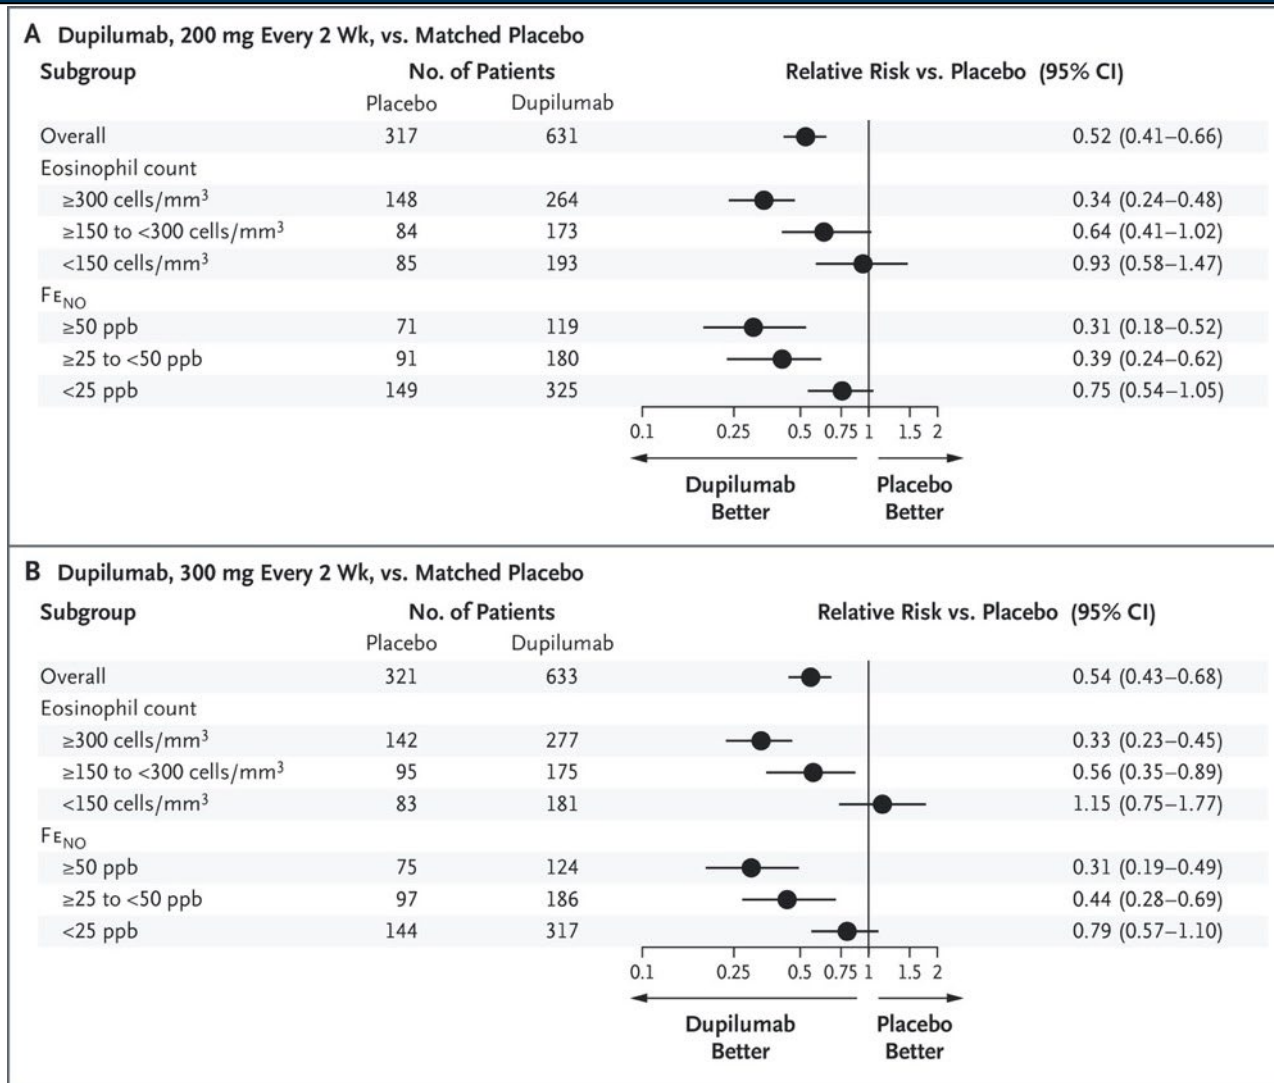 A Dupilumab, 200 mg Every 2 Wk, vs. Matched Placebo
Subgroup No. of Patients Relative Risk vs. Placebo (95% CI)
Placebo Dupilumab
Overall 317 631 0.52 (0.41–0.66)
Eosinophil count
≥300 cells/mm³ 148 264 0.34 (0.24–0.48)
≥150 to <300 cells/mm³ 84 173 0.64 (0.41–1.02)
<150 cells/mm³ 85 193 0.93 (0.58–1.47)
FENO
≥50 ppb 71 119 0.31 (0.18–0.52)
≥25 to <50 ppb 91 180 0.39 (0.24–0.62)
<25 ppb 149 325 0.75 (0.54–1.05)
0.1 0.25 0.5 0.75 1 1.5 2
Dupilumab Placebo
Better Better
B Dupilumab, 300 mg Every 2 Wk, vs. Matched Placebo
Subgroup No. of Patients Relative Risk vs. Placebo (95% CI)
Placebo Dupilumab
Overall 321 633 0.54 (0.43–0.68)
Eosinophil count
≥300 cells/mm³ 142 277 0.33 (0.23–0.45)
≥150 to <300 cells/mm³ 95 175 0.56 (0.35–0.89)
<150 cells/mm³ 83 181 1.15 (0.75–1.77)
FENO
≥50 ppb 75 124 0.31 (0.19–0.49)
≥25 to <50 ppb 97 186 0.44 (0.28–0.69)
<25 ppb 144 317 0.79 (0.57–1.10)
0.1 0.25 0.5 0.75 1 1.5 2
Dupilumab Placebo
Better Better